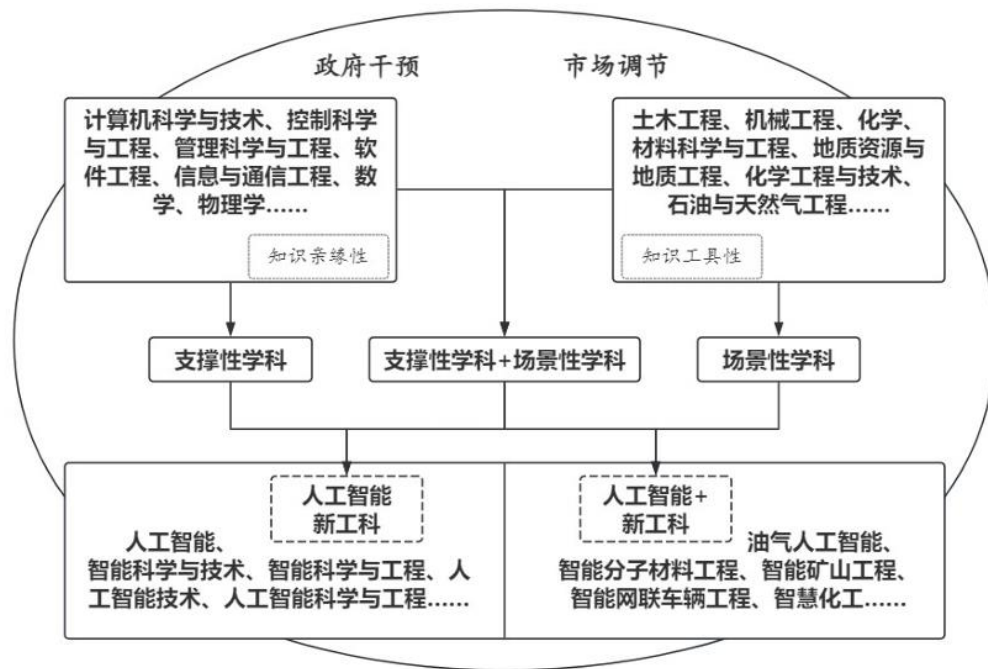 政府干预
市场调节
计算机科学与技术、控制科学
与工程、管理科学与工程、软
件工程、信息与通信工程、数
学、物理学……
知识亲缘性
土木工程、机械工程、化学、
材料科学与工程、地质资源与
地质工程、化学工程与技术、
石油与天然气工程……
知识工具性
支撑性学科
支撑性学科+场景性学科
场景性学科
人工智能
新工科
人工智能、
智能科学与技术、智能科学与工程、人
工智能技术、人工智能科学与工程……
人工智能+
新工科
油气人工智能、
智能分子材料工程、智能矿山工程、
智能网联车辆工程、智慧化工……